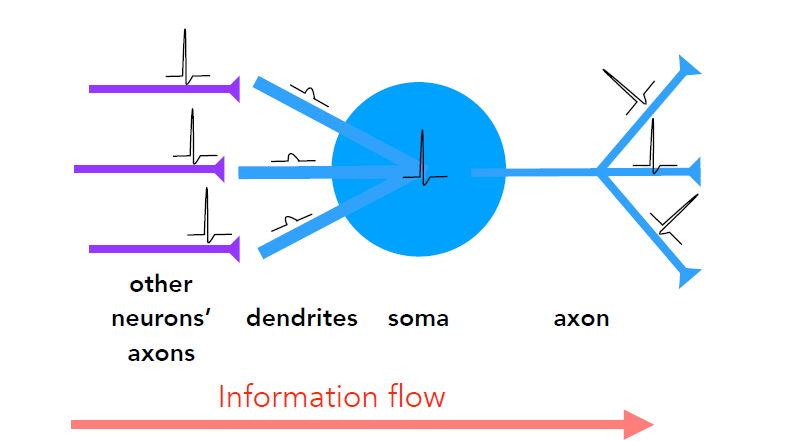 other
neurons’
axons
dendrites
soma
axon
Information flow